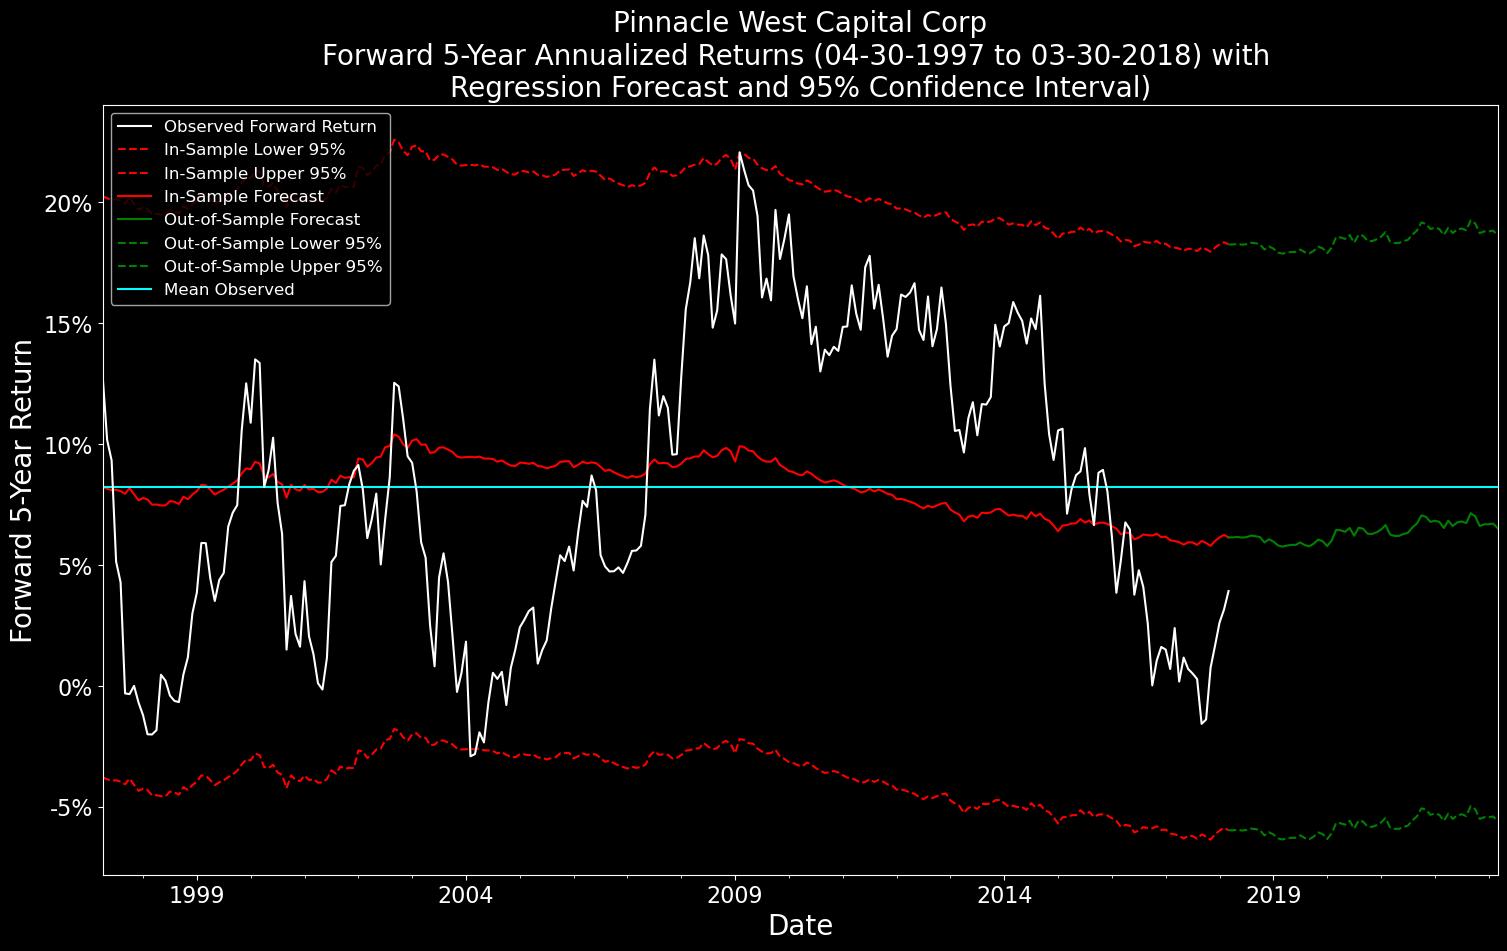 Pinnacle West Capital Corp
Forward 5-Year Annualized Returns (04-30-1997 to 03-30-2018) with
Regression Forecast and 95% Confidence Interval)
Observed Forward Return
In-Sample Lower 95%
In-Sample Upper 95%
In-Sample Forecast
Out-of-Sample Forecast
Out-of-Sample Lower 95%
Out-of-Sample Upper 95%
Mean Observed
Forward 5-Year Return
20%
15%
10%
5%
0%
-5%
1999
2004
2009
2014
2019
Date